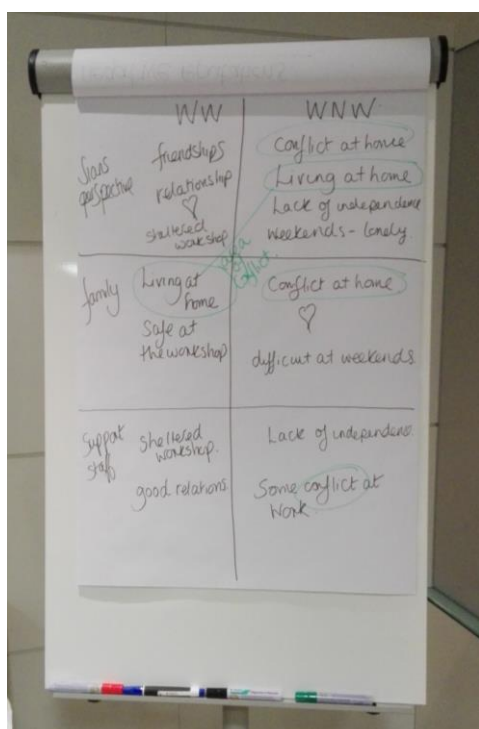 WW
WNW
Sians
perspective
friendships
relationship
♡
sheltered
workshop
Conflict at home
Living at home
Lack of independence
weekends - lonely.
family
Living at
home
Safe at
the workshop
conflict
Conflict at home
♡
difficult at weekends
Support
staff
sheltered
workshop.
good relations
Lack of independence.
Some conflict at
Work